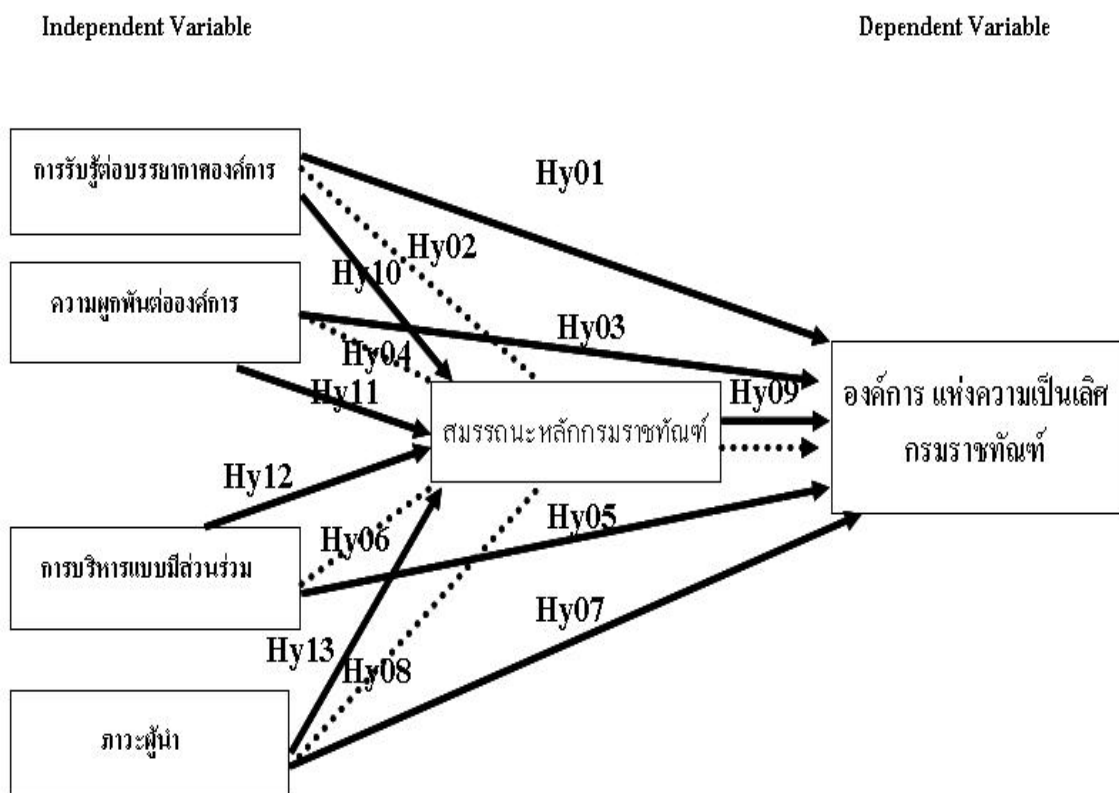 Independent Variable
Dependent Variable
การรับรู้ต่อบรรยากาศองค์การ
Hy01
Hy02
Hy10
ความผูกพันต่อองค์การ
Hy03
Hy04
Hy11
สมรรถนะหลักกรมราชทัณฑ์
Hy09
องค์การ แห่งความเป็นเลิศ
กรมราชทัณฑ์
Hy12
Hy06
Hy05
การบริหารแบบมีส่วนร่วม
Hy07
Hy13
Hy08
ภาวะผู้นำ